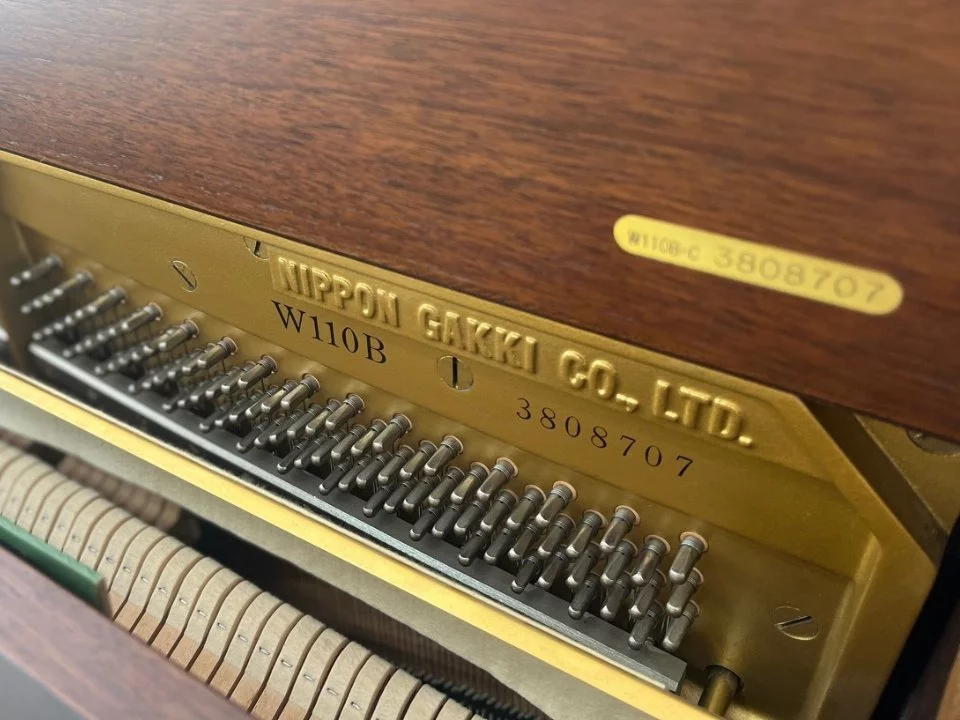 W110B-C 3808707
NIPPON GAKKI CO., LTD.
W110B
3808707